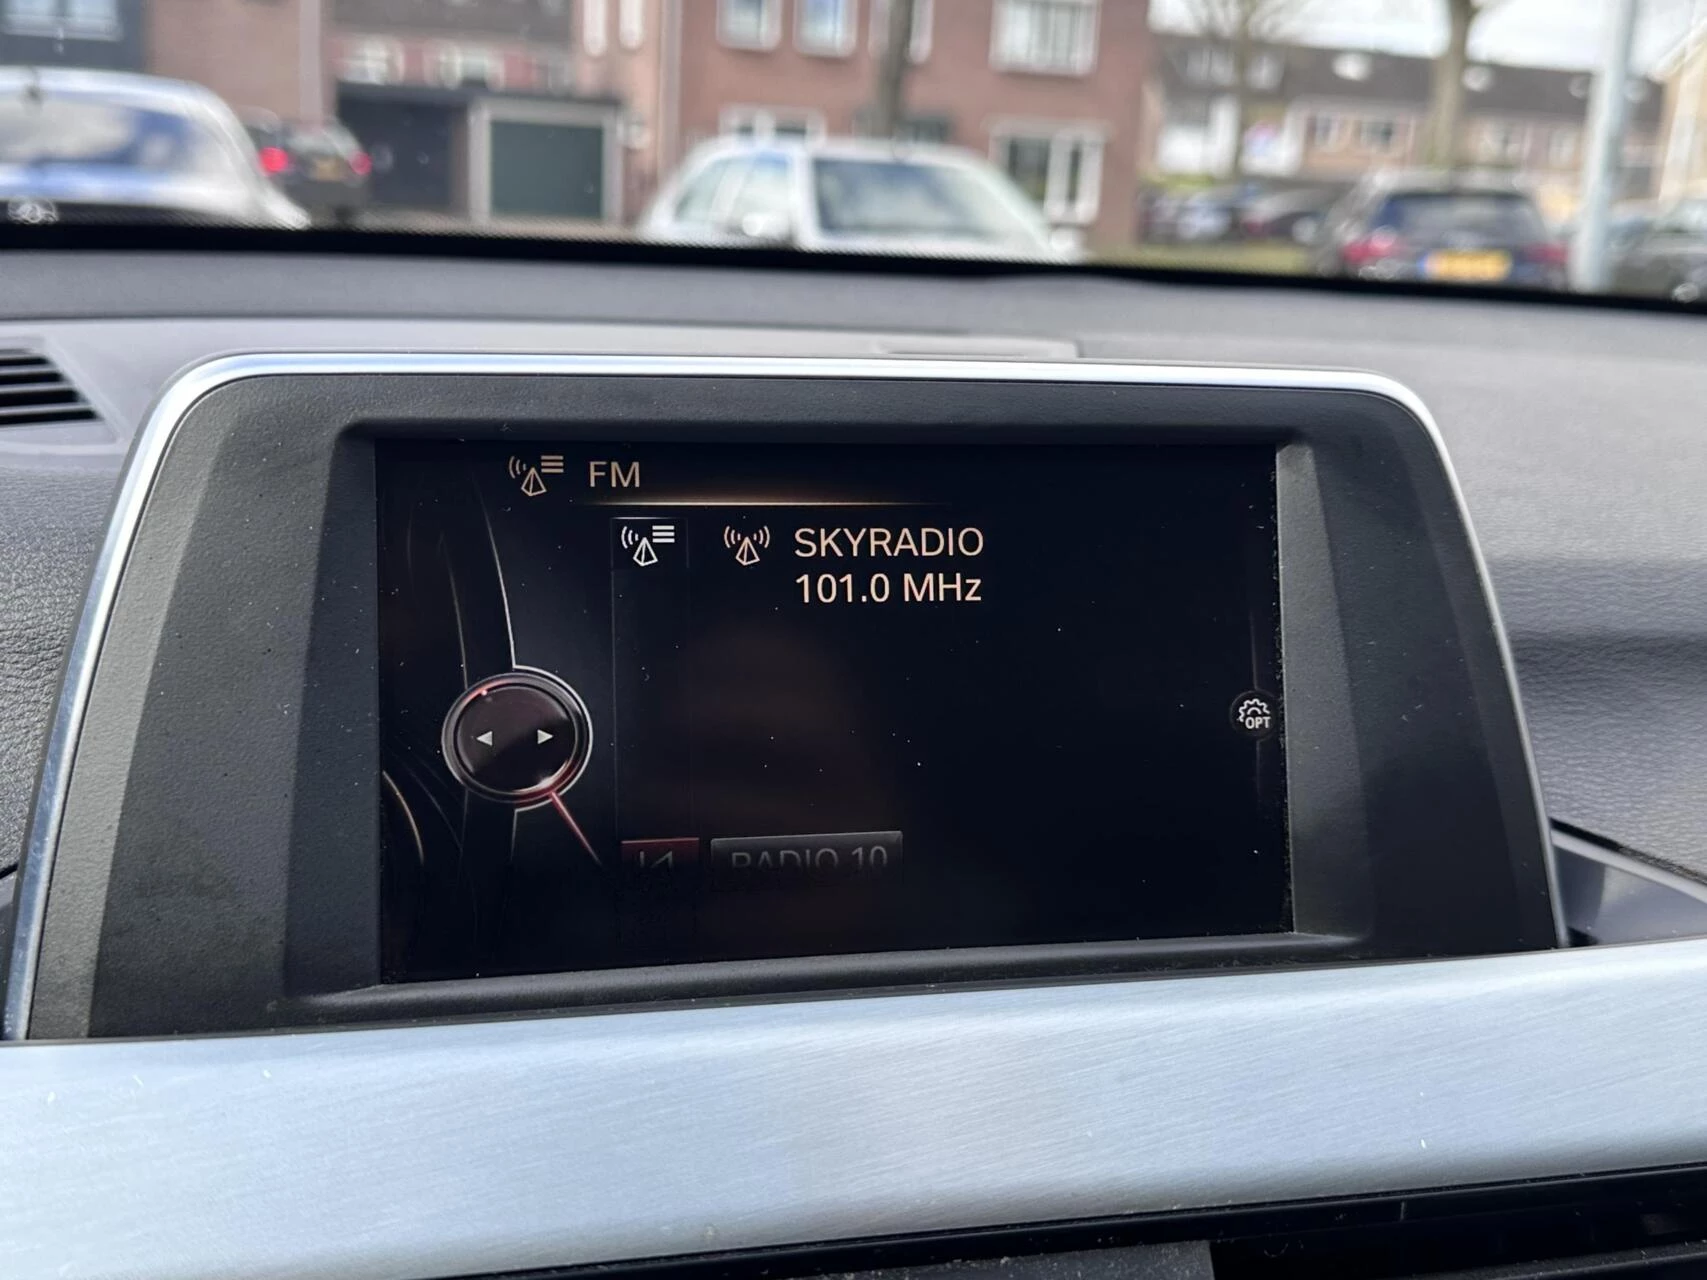 FM
SKYRADIO
101.0 MHz
OPT
RADIO 10